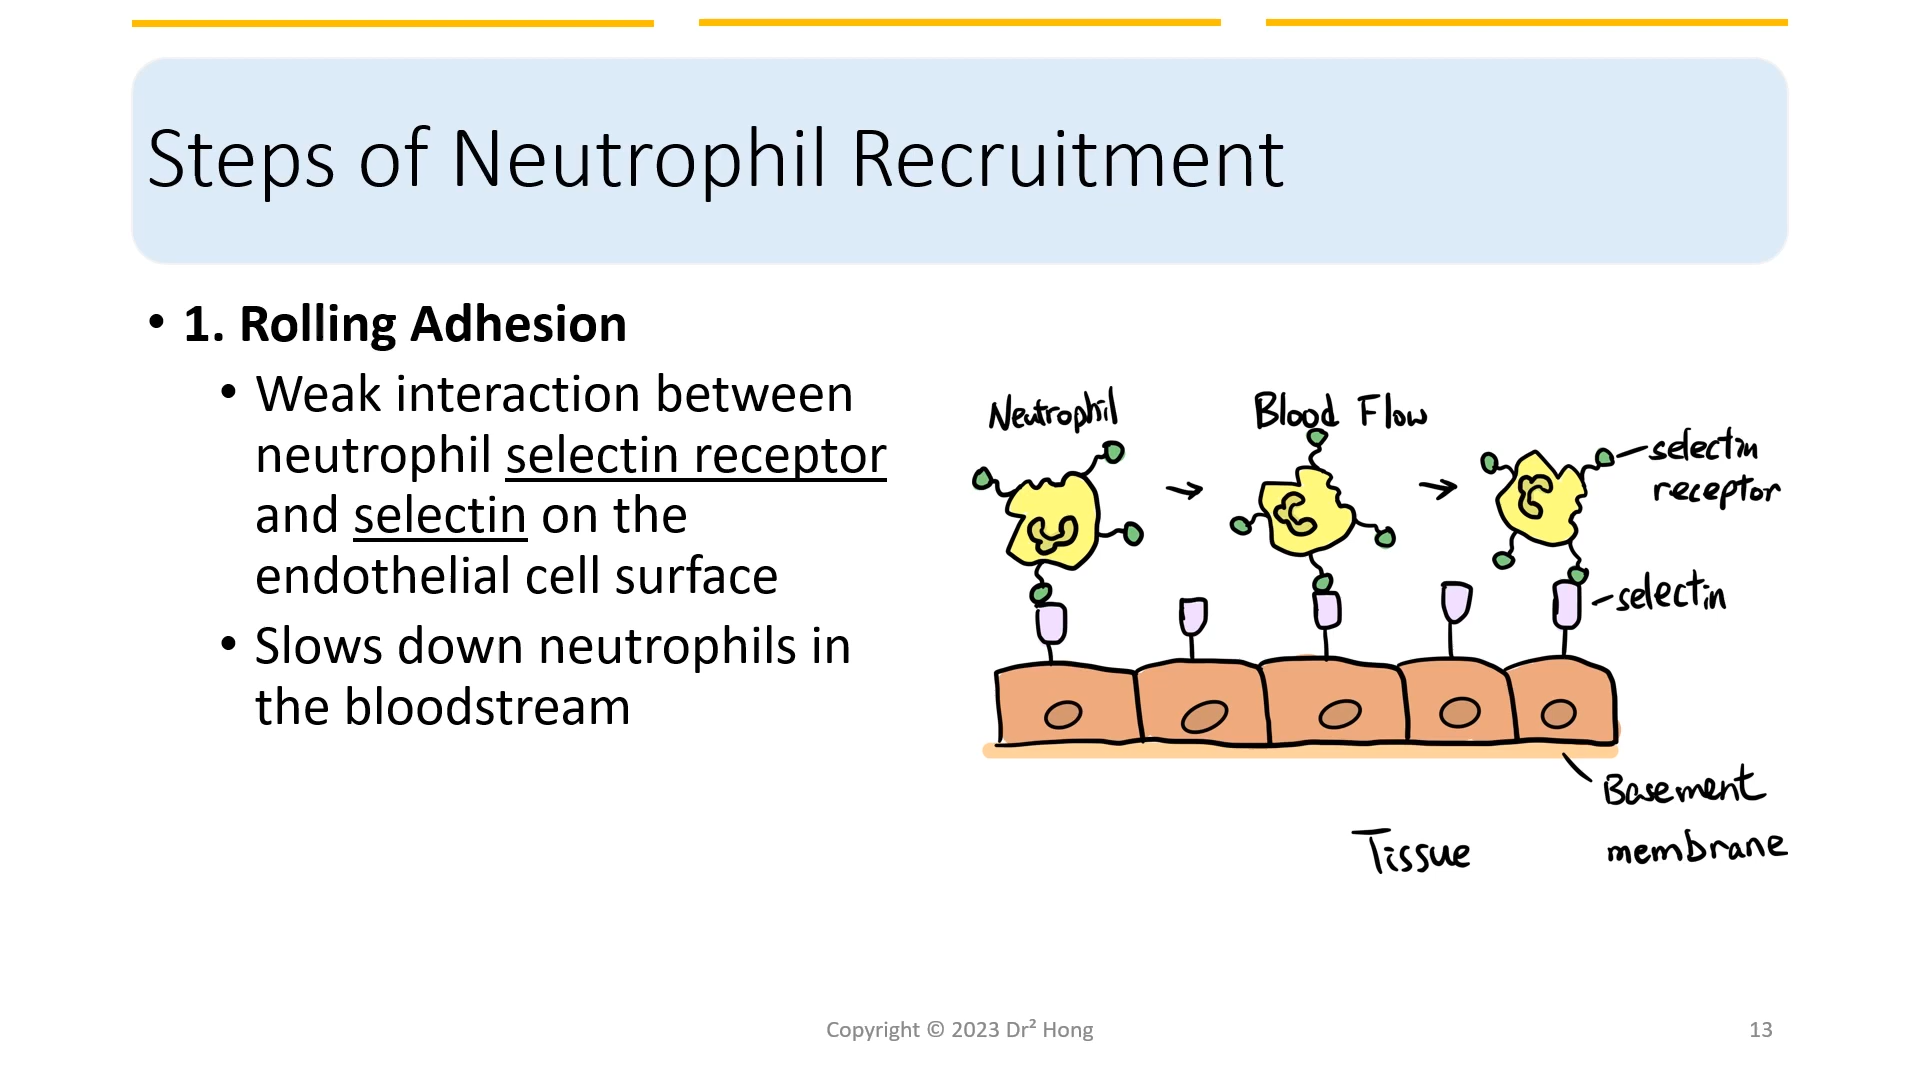 Steps of Neutrophil Recruitment
• 1. Rolling Adhesion
• Weak interaction between
neutrophil selectin receptor
and selectin on the
endothelial cell surface
• Slows down neutrophils in
the bloodstream
Neutrophil
Blood Flow
selectin
receptor
selectin
Basement
membrane
Tissue
Copyright © 2023 Dr² Hong
13